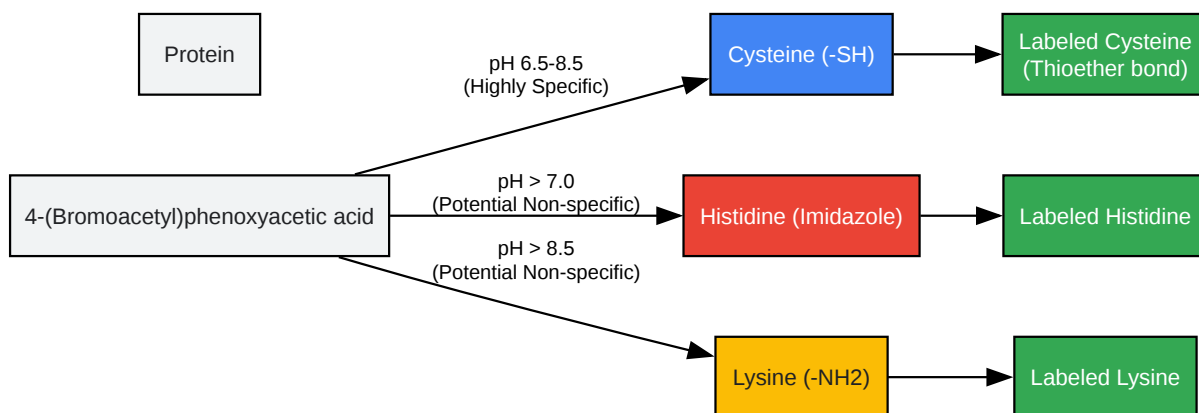 Protein
pH 6.5-8.5
(Highly Specific)
Cysteine (-SH)
Labeled Cysteine
(Thioether bond)
4-(Bromoacetyl)phenoxyacetic acid
pH > 7.0
(Potential Non-specific)
Histidine (Imidazole)
Labeled Histidine
pH > 8.5
(Potential Non-specific)
Lysine (-NH2)
Labeled Lysine